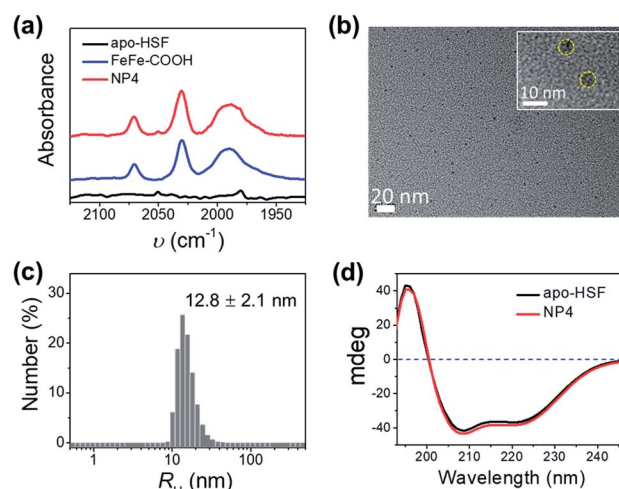 (a)
apo-HSF
FeFe-COOH
NP4
Absorbance
2100
2050
2000
1950
υ (cm⁻¹)
(b)
10 nm
20 nm
(c)
12.8 ± 2.1 nm
Number (%)
30
20
10
0
1
10
100
(nm)
(d)
apo-HSF
NP4
mdeg
40
20
0
-20
-40
200
210
220
230
240
Wavelength (nm)